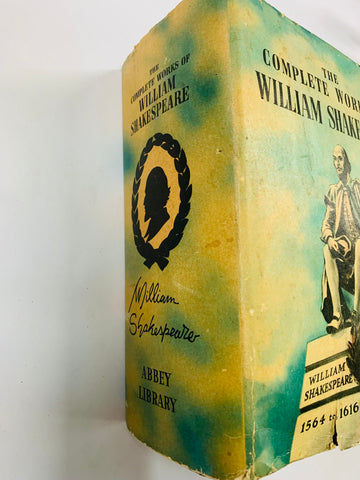 THE
COMPLETE WORKS OF
WILLIAM
SHAKESPEARE
William
Shakespeare
ABBEY
LIBRARY
THE
COMPLETE WORK
WILLIAM SHAKE
WILLIAM
SHAKESPEARE
1564 to 1616